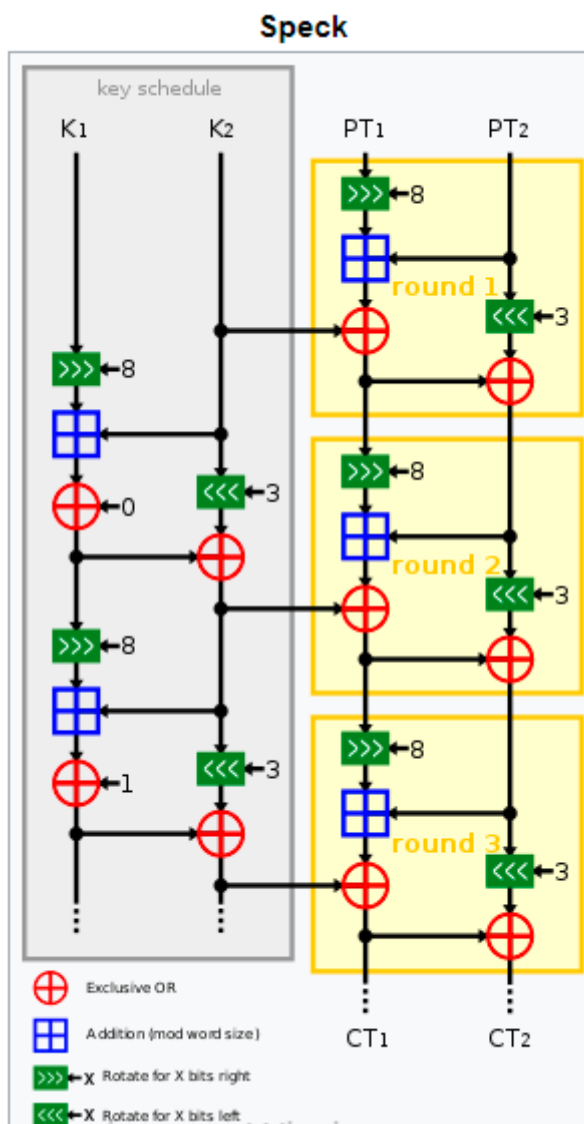 Speck
key schedule
K1 K2 PT1 PT2
>>> 8
round 1
<<< 3
>>> 8
0
<<< 3
>>> 8
round 2
<<< 3
>>> 8
1
<<< 3
>>> 8
round 3
<<< 3
Exclusive OR
Addition (mod word size)
CT1 CT2
>>> X Rotate for X bits right
<<< X Rotate for X bits left